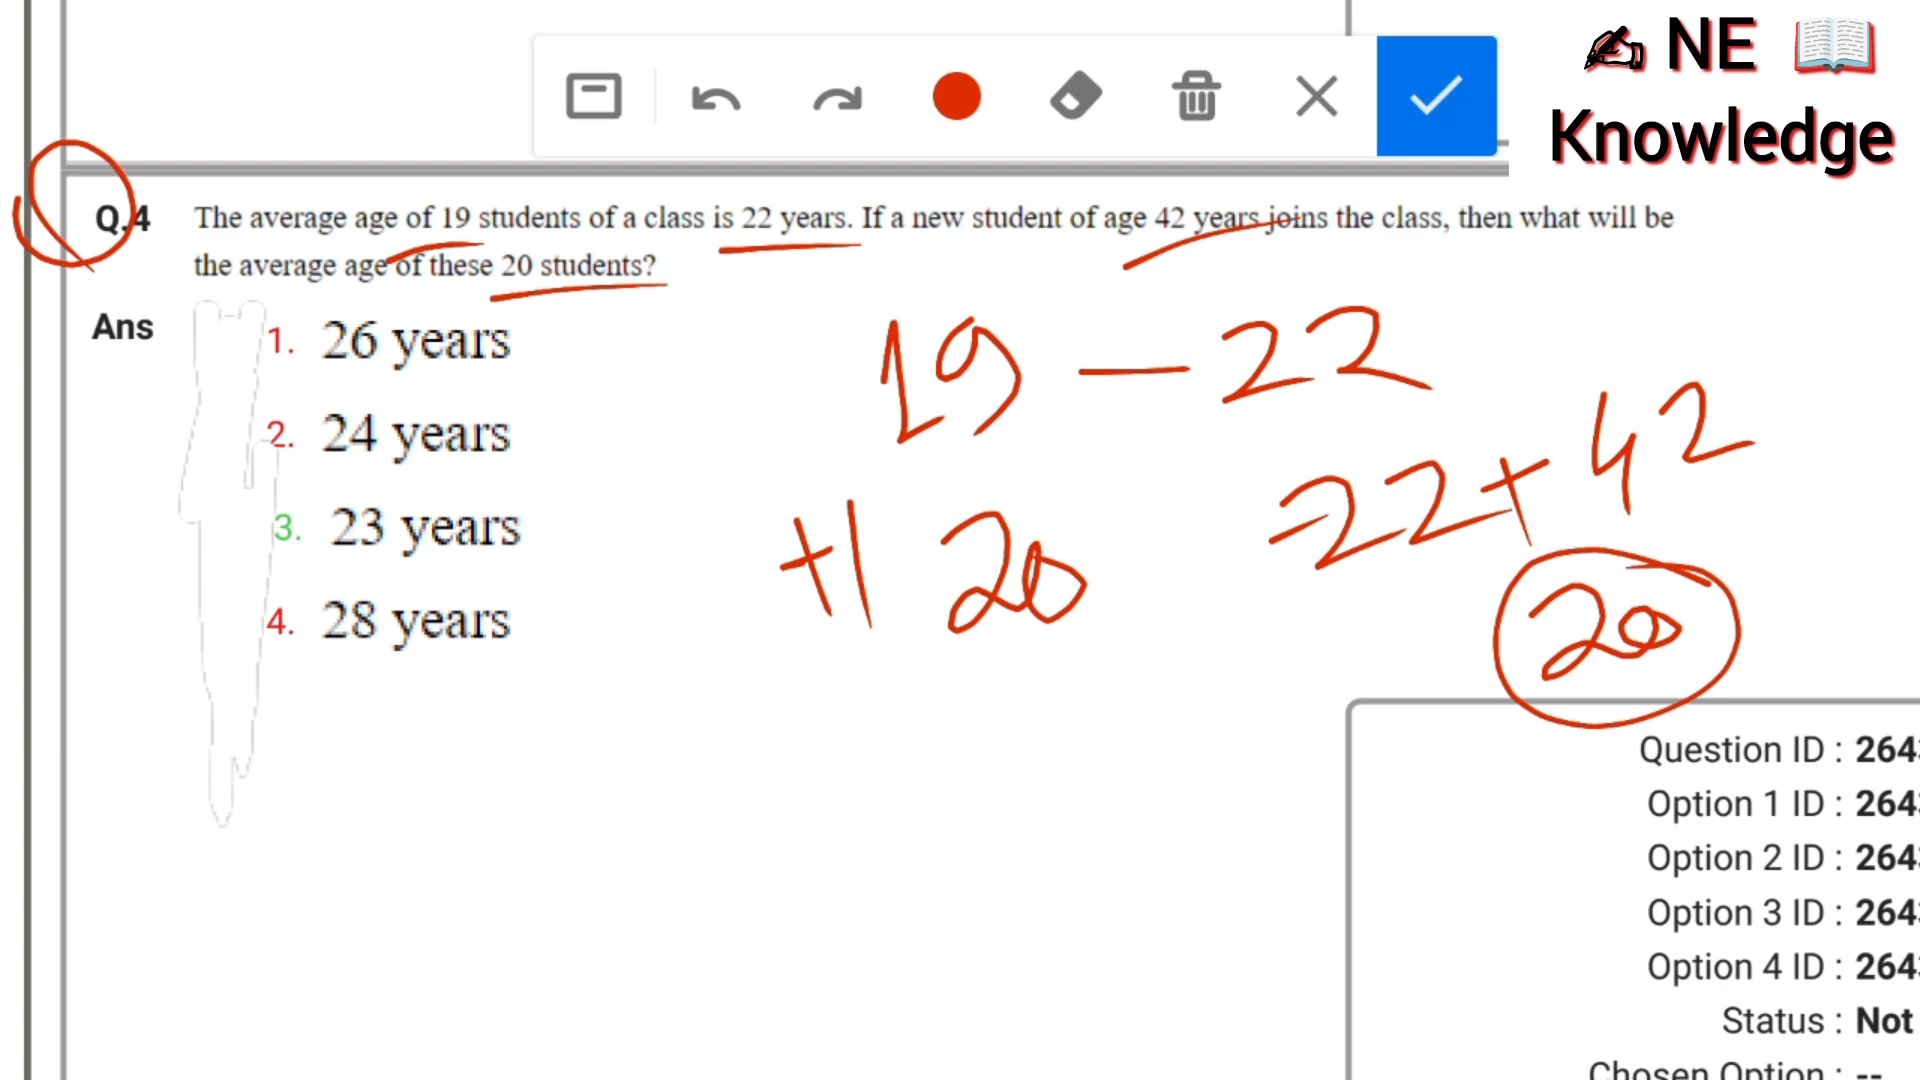 NE
Knowledge
Q.4 The average age of 19 students of a class is 22 years. If a new student of age 42 years joins the class, then what will be
the average age of these 20 students?
Ans
1. 26 years
2. 24 years
3. 23 years
4. 28 years
19 — 22
+1 20
=22+42
20
Question ID : 264
Option 1 ID : 264
Option 2 ID : 264
Option 3 ID : 264
Option 4 ID : 264
Status : Not
Chosen Option : --